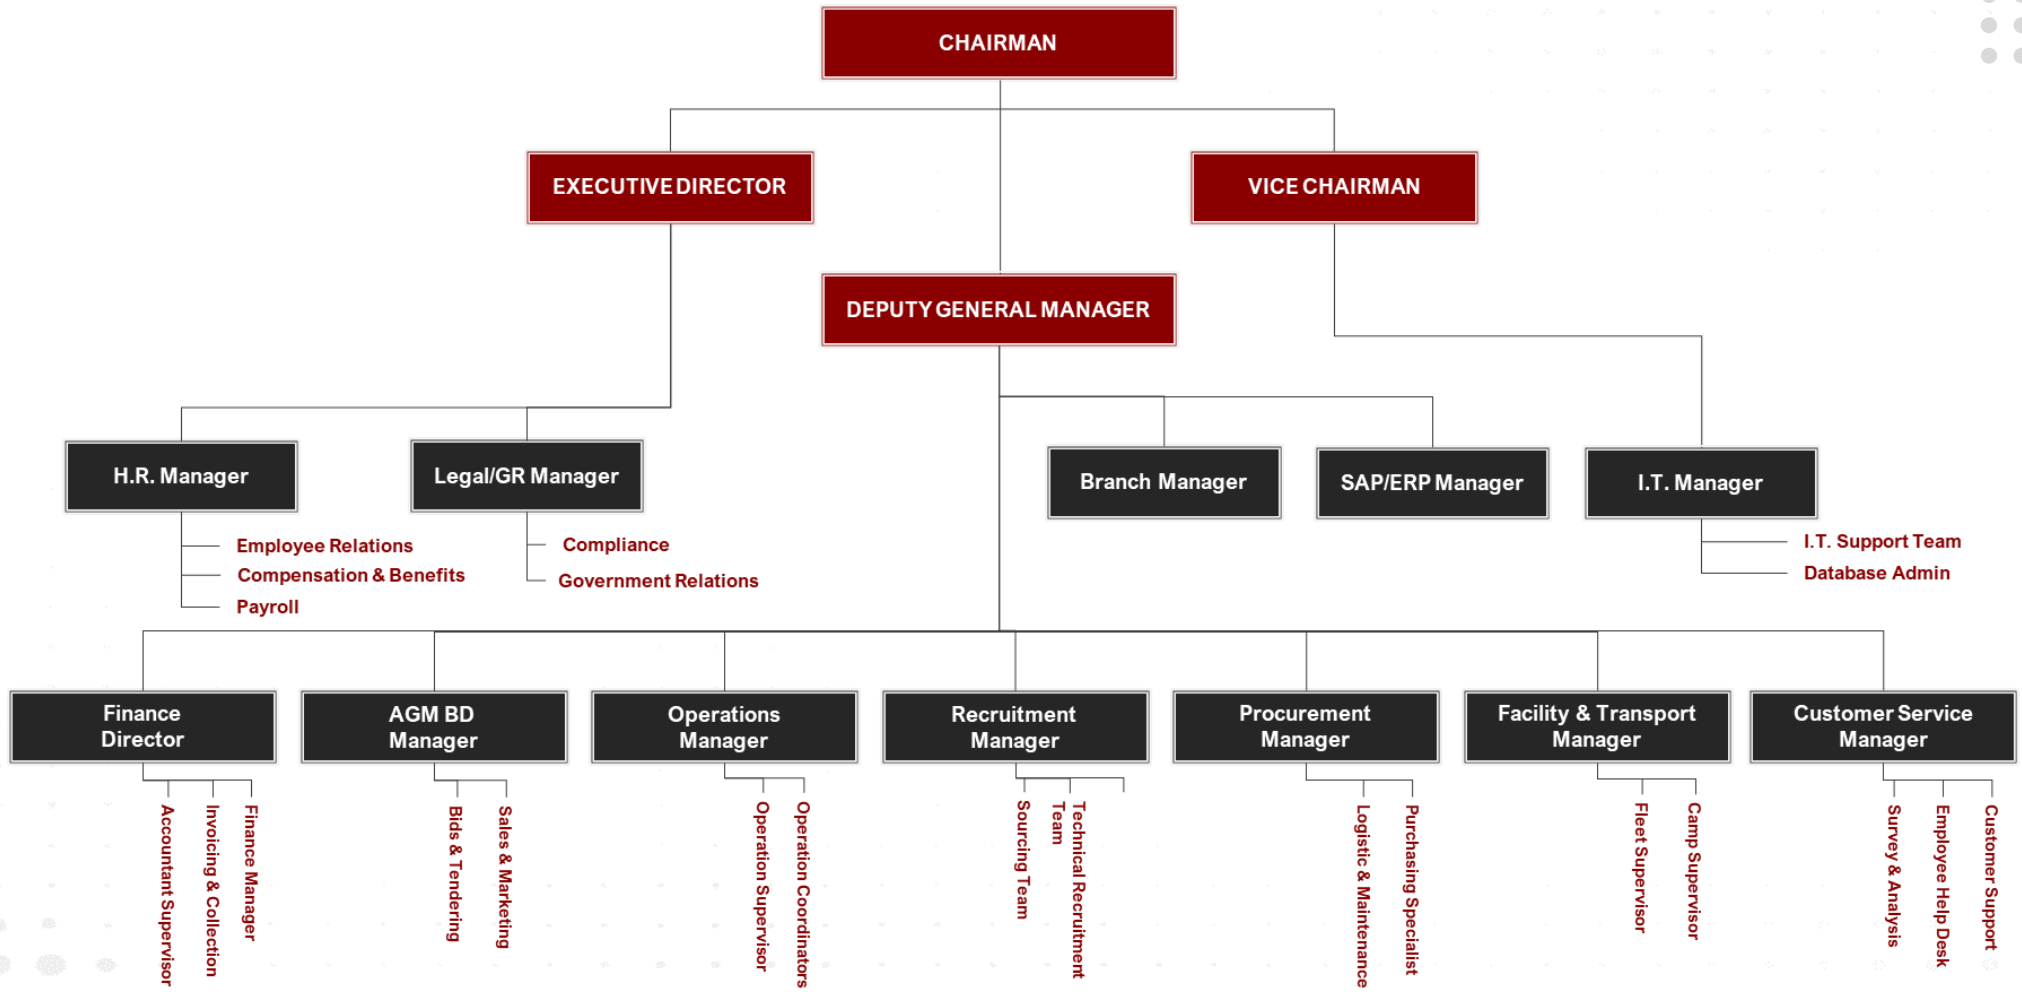 CHAIRMAN
EXECUTIVE DIRECTOR
VICE CHAIRMAN
DEPUTY GENERAL MANAGER
H.R. Manager
Legal/GR Manager
Branch Manager
SAP/ERP Manager
I.T. Manager
Employee Relations
Compensation & Benefits
Payroll
Compliance
Government Relations
I.T. Support Team
Database Admin
Finance
Director
AGM BD
Manager
Operations
Manager
Recruitment
Manager
Procurement
Manager
Facility & Transport
Manager
Customer Service
Manager
Accountant Supervisor
Invoicing & Collection
Finance Manager
Bids & Tendering
Sales & Marketing
Operation Supervisor
Operation Coordinators
Sourcing Team
Technical Recruitment
Team
Logistic & Maintenance
Purchasing Specialist
Fleet Supervisor
Camp Supervisor
Survey & Analysis
Employee Help Desk
Customer Support